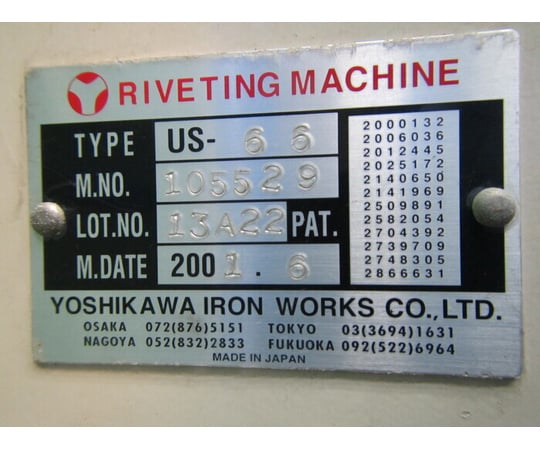 RIVETING MACHINE
TYPE US- 66
M.NO. 105529
LOT.NO. 13A22 PAT.
M.DATE 2001.6
2000132
2006036
2012445
2025172
2140650
2141969
2509891
2582054
2704392
2739709
2748305
2866631
YOSHIKAWA IRON WORKS CO.,LTD.
OSAKA 072(876)5151 TOKYO 03(3694)1631
NAGOYA 052(832)2833 FUKUOKA 092(522)6964
MADE IN JAPAN